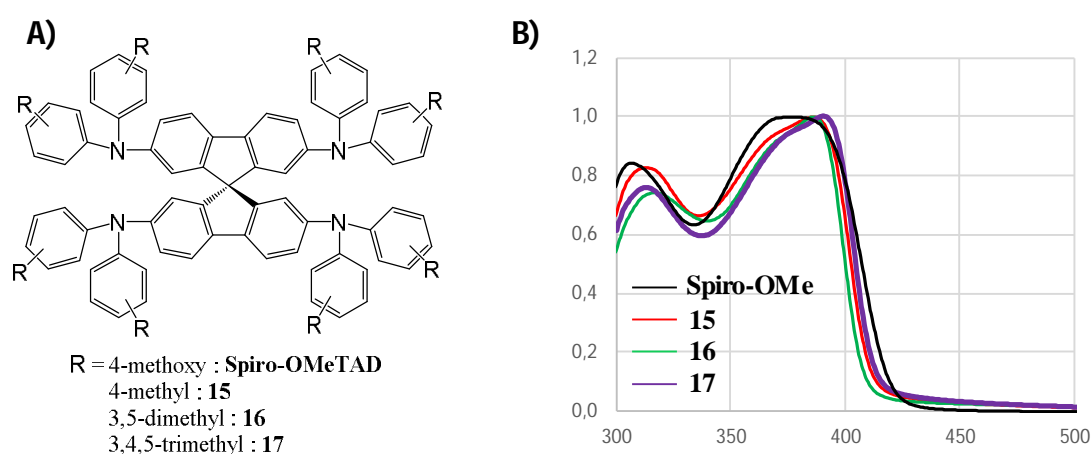 A)
R
R
R
R
N
N
N
N
R
R
R
R
R = 4-methoxy : Spiro-OMeTAD
4-methyl : 15
3,5-dimethyl : 16
3,4,5-trimethyl : 17
B)
1,2
1,0
0,8
0,6
0,4
0,2
0,0
300
350
400
450
500
Spiro-OMe
15
16
17